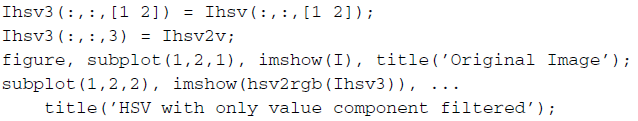 Ihsv3(:,:,[1 2]) = Ihsv(:,:,[1 2]);
Ihsv3(:,:,3) = Ihsv2v;
figure, subplot(1,2,1), imshow(I), title('Original Image');
subplot(1,2,2), imshow(hsv2rgb(Ihsv3)), ...
    title('HSV with only value component filtered');